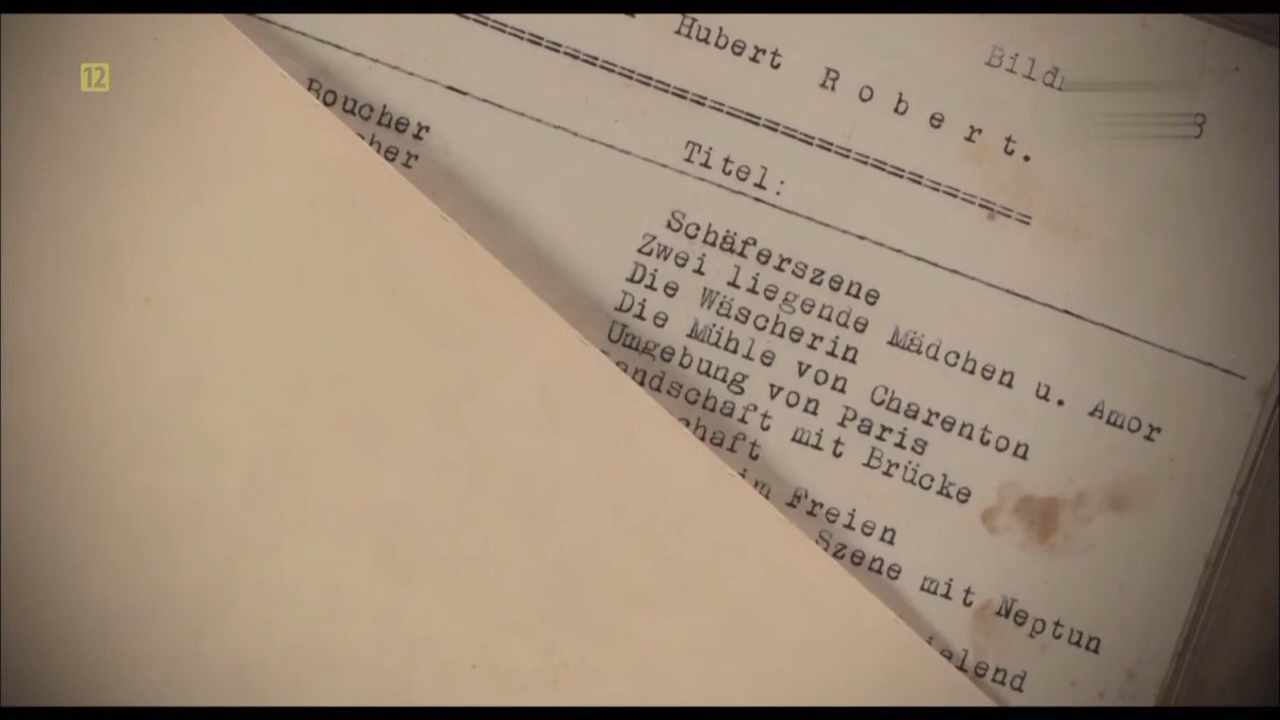 12
Hubert Robert.
Bild
Titel:
Boucher
Schäferszene
Zwei liegende Mädchen u. Amor
Die Wäscherin
Die Mühle von Charenton
Umgebung von Paris
mit Brücke
im Freien
Szene mit Neptun